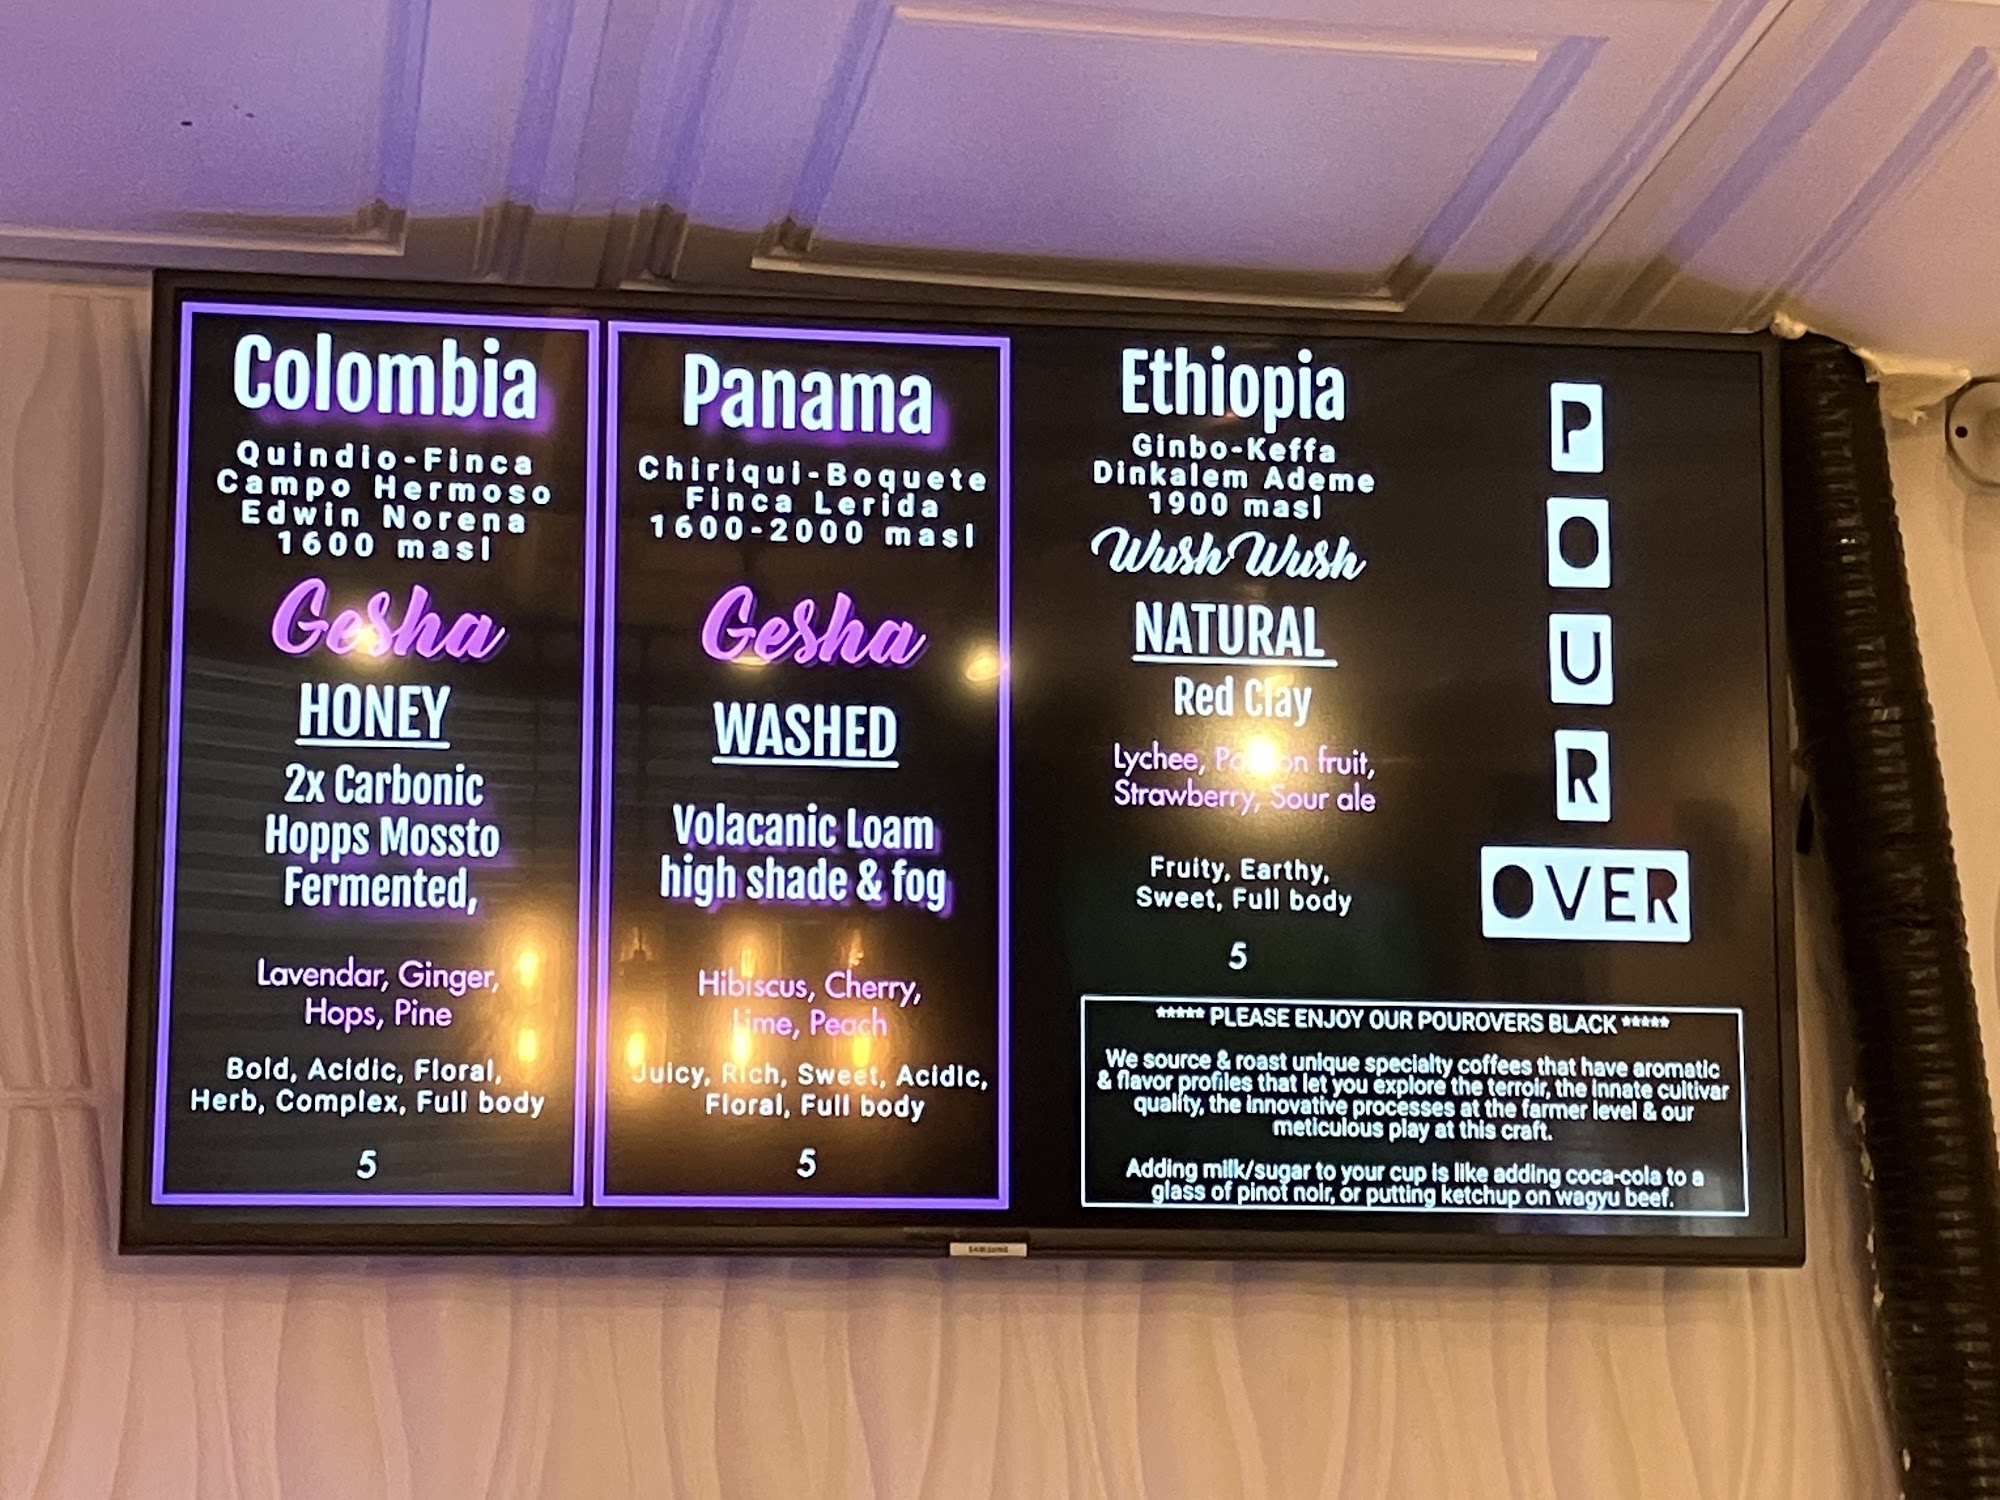 Colombia
Quindio-Finca
Campo Hermoso
Edwin Norena
1600 masl
Gesha
HONEY
2x Carbonic
Hopps Mossto
Fermented,
Lavendar, Ginger,
Hops, Pine
Bold, Acidic, Floral,
Herb, Complex, Full body
5
Panama
Chiriqui-Boquete
Finca Lerida
1600-2000 masl
Gesha
WASHED
Volacanic Loam
high shade & fog
Hibiscus, Cherry,
Lime, Peach
Juicy, Rich, Sweet, Acidic,
Floral, Full body
5
Ethiopia
Ginbo-Keffa
Dinkalem Ademe
1900 masl
Wush Wush
NATURAL
Red Clay
Lychee, Passion fruit,
Strawberry, Sour ale
Fruity, Earthy,
Sweet, Full body
5
P
O
U
R
OVER
***** PLEASE ENJOY OUR POUROVERS BLACK *****
We source & roast unique specialty coffees that have aromatic
& flavor profiles that let you explore the terroir, the innate cultivar
quality, the innovative processes at the farmer level & our
meticulous play at this craft.
Adding milk/sugar to your cup is like adding coca-cola to a
glass of pinot noir, or putting ketchup on wagyu beef.
SAMSUNG